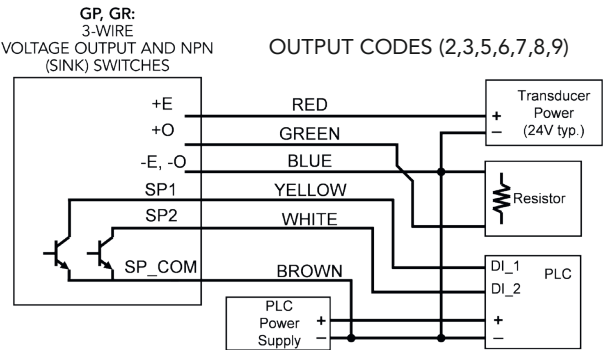 GP, GR:
3-WIRE
VOLTAGE OUTPUT AND NPN
(SINK) SWITCHES
OUTPUT CODES (2,3,5,6,7,8,9)
+E
RED
+O
GREEN
-E, -O
BLUE
SP1
YELLOW
SP2
WHITE
SP_COM
BROWN
Transducer
Power
(24V typ.)
+
–
Resistor
DI_1
PLC
DI_2
+
–
PLC
Power
Supply
+
–